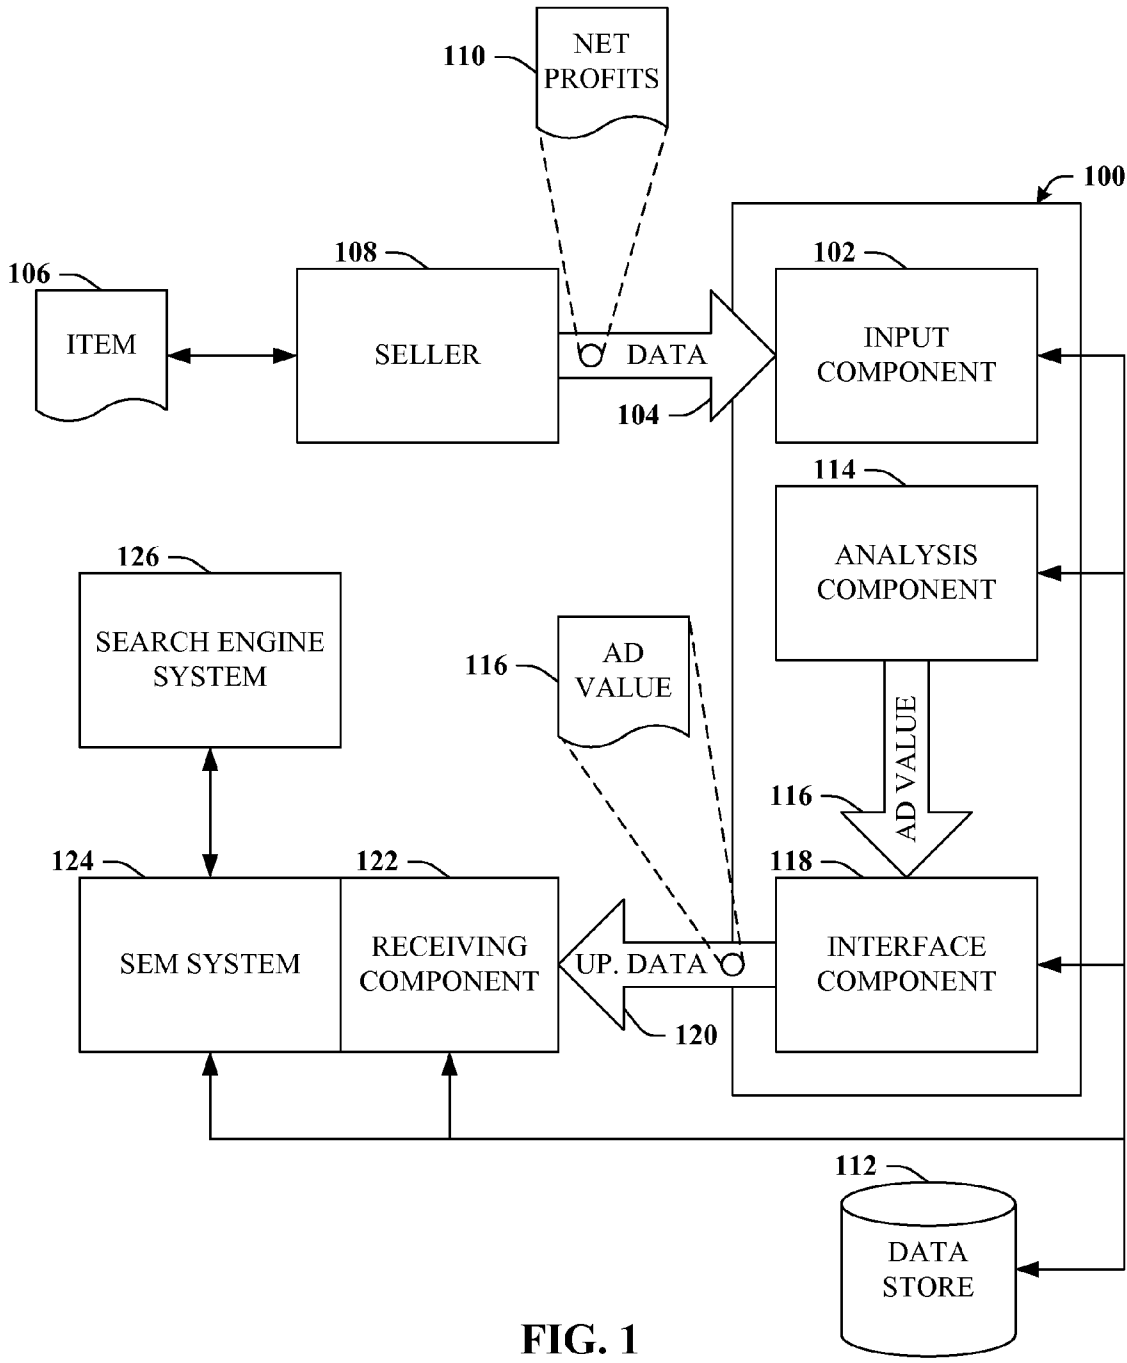 110
NET
PROFITS
100
106
ITEM
108
SELLER
DATA
104
102
INPUT
COMPONENT
114
ANALYSIS
COMPONENT
126
SEARCH ENGINE
SYSTEM
116
AD
VALUE
AD VALUE
116
124
SEM SYSTEM
122
RECEIVING
COMPONENT
UP. DATA
120
118
INTERFACE
COMPONENT
112
DATA
STORE
FIG. 1